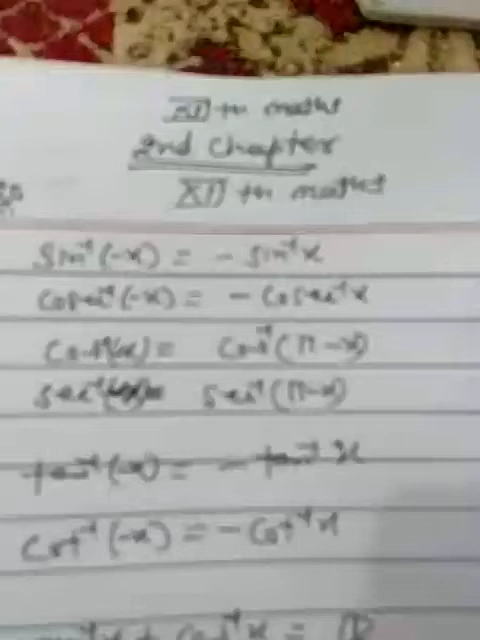 XII th maths
2nd Chapter
XII th maths
sin⁻¹(-x) = - sin⁻¹x
cosec⁻¹(-x) = - cosec⁻¹x
cos⁻¹(-x) = cos⁻¹(π-x)
sec⁻¹(-x) = sec⁻¹(π-x)
tan⁻¹(-x) = - tan⁻¹x
cot⁻¹(-x) = - cot⁻¹x